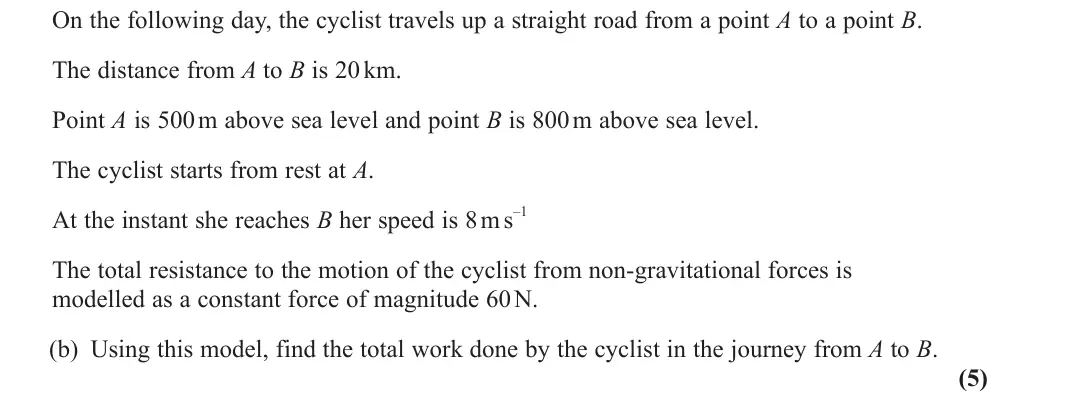 On the following day, the cyclist travels up a straight road from a point A to a point B.
The distance from A to B is 20 km.
Point A is 500 m above sea level and point B is 800 m above sea level.
The cyclist starts from rest at A.
At the instant she reaches B her speed is 8 m s⁻¹
The total resistance to the motion of the cyclist from non-gravitational forces is
modelled as a constant force of magnitude 60 N.
(b) Using this model, find the total work done by the cyclist in the journey from A to B.
(5)